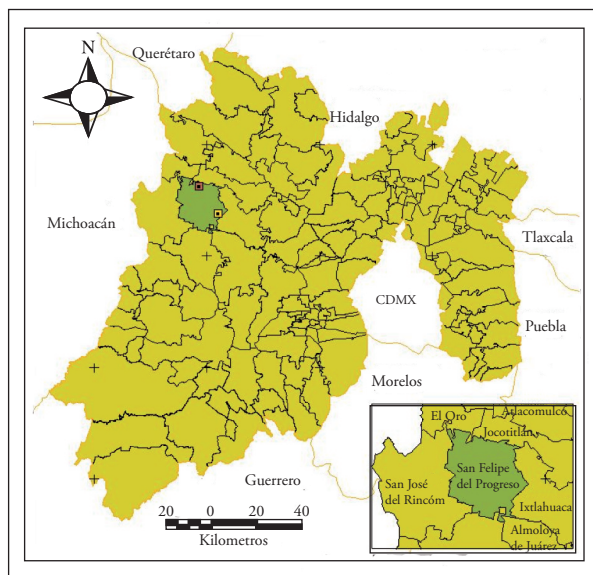 N
Querétaro
Hidalgo
Michoacán
Tlaxcala
CDMX
Puebla
Morelos
Guerrero
20 0 20 40
Kilometros
El Oro
Atlacomulco
Jocotitlán
San Felipe
del Progreso
San José
del Rincóm
Ixtlahuaca
Almoloya
de Juárez